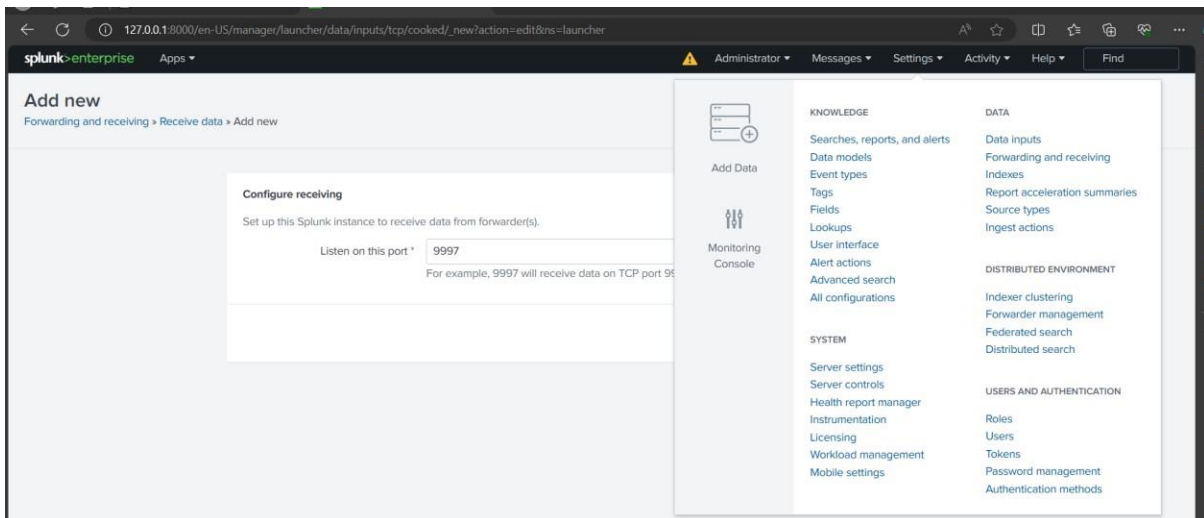 127.0.0.1:8000/en-US/manager/launcher/data/inputs/tcp/cooked/_new?action=edit&ns=launcher
splunk>enterprise Apps Administrator Messages Settings Activity Help Find
Add new
Forwarding and receiving » Receive data » Add new
Configure receiving
Set up this Splunk instance to receive data from forwarder(s).
Listen on this port * 9997
For example, 9997 will receive data on TCP port
Add Data
Monitoring
Console
KNOWLEDGE
Searches, reports, and alerts
Data models
Event types
Tags
Fields
Lookups
User interface
Alert actions
Advanced search
All configurations
SYSTEM
Server settings
Server controls
Health report manager
Instrumentation
Licensing
Workload management
Mobile settings
DATA
Data inputs
Forwarding and receiving
Indexes
Report acceleration summaries
Source types
Ingest actions
DISTRIBUTED ENVIRONMENT
Indexer clustering
Forwarder management
Federated search
Distributed search
USERS AND AUTHENTICATION
Roles
Users
Tokens
Password management
Authentication methods